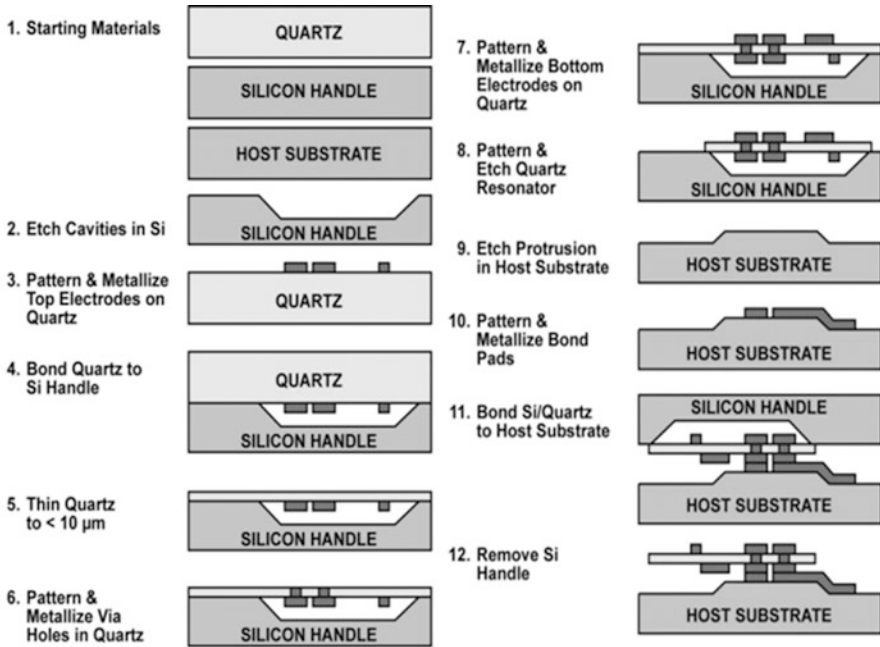 1. Starting Materials
QUARTZ
SILICON HANDLE
HOST SUBSTRATE
2. Etch Cavities in Si
SILICON HANDLE
3. Pattern & Metallize
Top Electrodes on
Quartz
QUARTZ
4. Bond Quartz to
Si Handle
QUARTZ
SILICON HANDLE
5. Thin Quartz
to < 10 µm
SILICON HANDLE
6. Pattern &
Metallize Via
Holes in Quartz
SILICON HANDLE
7. Pattern &
Metallize Bottom
Electrodes on
Quartz
SILICON HANDLE
8. Pattern &
Etch Quartz
Resonator
SILICON HANDLE
9. Etch Protrusion
in Host Substrate
HOST SUBSTRATE
10. Pattern &
Metallize Bond
Pads
HOST SUBSTRATE
11. Bond Si/Quartz
to Host Substrate
SILICON HANDLE
HOST SUBSTRATE
12. Remove Si
Handle
HOST SUBSTRATE